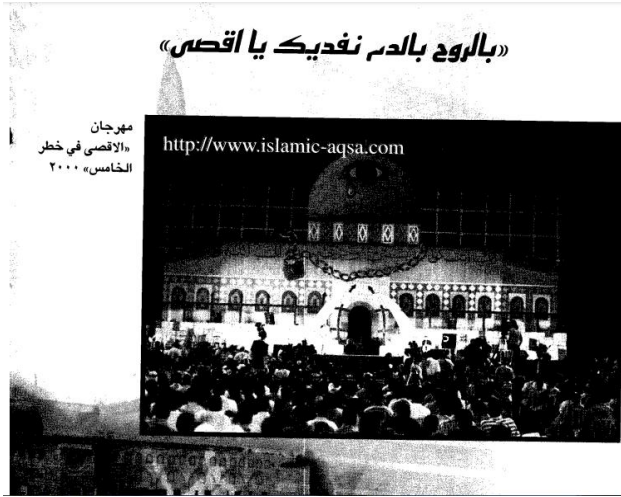 «بالروح بالدم نفديك يا اقصى»
مهرجان
«الاقصى في خطر
الخامس» ٢٠٠٠
http://www.islamic-aqsa.com